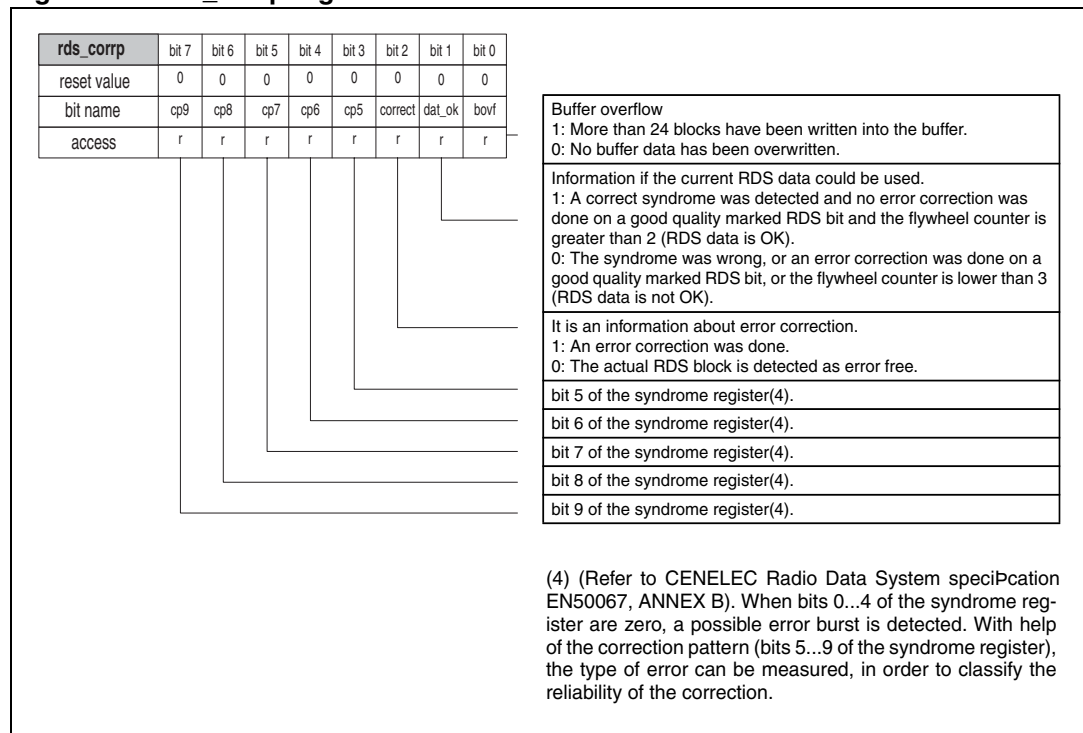 rds_corrp bit 7 bit 6 bit 5 bit 4 bit 3 bit 2 bit 1 bit 0
reset value 0 0 0 0 0 0 0 0
bit name cp9 cp8 cp7 cp6 cp5 correct dat_ok bovf
access r r r r r r r r
Buffer overflow
1: More than 24 blocks have been written into the buffer.
0: No buffer data has been overwritten.
Information if the current RDS data could be used.
1: A correct syndrome was detected and no error correction was
done on a good quality marked RDS bit and the flywheel counter is
greater than 2 (RDS data is OK).
0: The syndrome was wrong, or an error correction was done on a
good quality marked RDS bit, or the flywheel counter is lower than 3
(RDS data is not OK).
It is an information about error correction.
1: An error correction was done.
0: The actual RDS block is detected as error free.
bit 5 of the syndrome register(4).
bit 6 of the syndrome register(4).
bit 7 of the syndrome register(4).
bit 8 of the syndrome register(4).
bit 9 of the syndrome register(4).
(4) (Refer to CENELEC Radio Data System speciÞcation
EN50067, ANNEX B). When bits 0...4 of the syndrome reg-
ister are zero, a possible error burst is detected. With help
of the correction pattern (bits 5...9 of the syndrome register),
the type of error can be measured, in order to classify the
reliability of the correction.